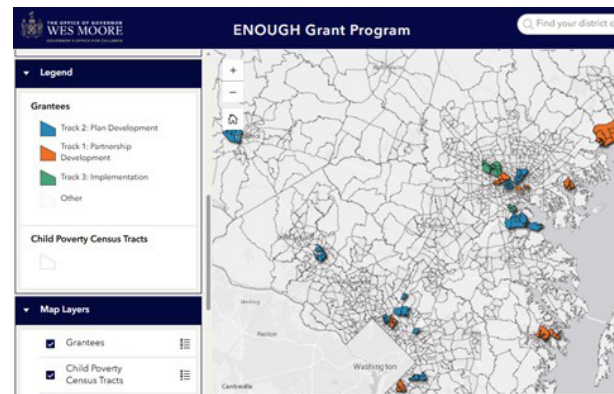 THE OFFICE OF GOVERNOR
WES MOORE
GOVERNOR'S OFFICE FOR CHILDREN
ENOUGH Grant Program
Find your district o
Legend
Grantees
Track 2: Plan Development
Track 1: Partnership
Development
Track 3: Implementation
Other
Child Poverty Census Tracts
Map Layers
Grantees
Child Poverty
Census Tracts
+
−
Reston
Washington
Centreville